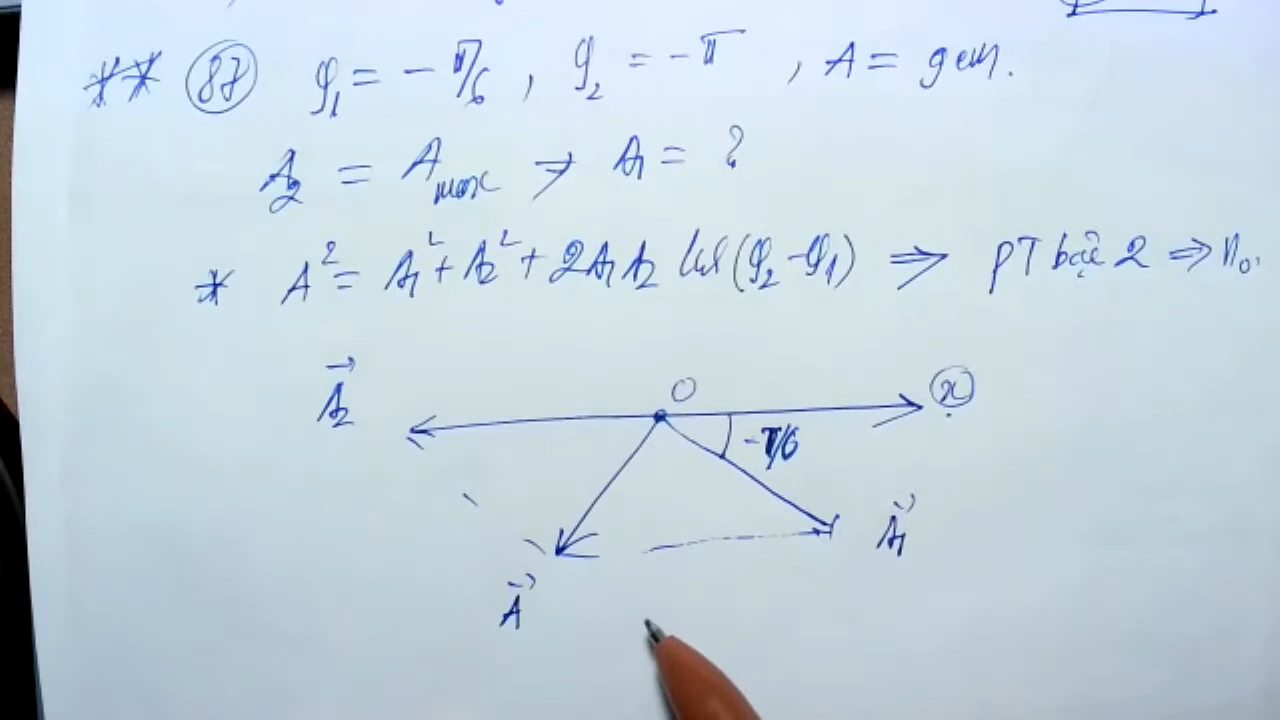 ** 87 φ₁ = -π/6, φ₂ = -π, A = 9cm.
A₂ = Amax → A₁ = ?
* A² = A₁² + A₂² + 2A₁A₂ cos(φ₂ - φ₁) ⇒ PT bậc 2 ⇒ n₀.
A₂ O x
-π/6
A₁
A